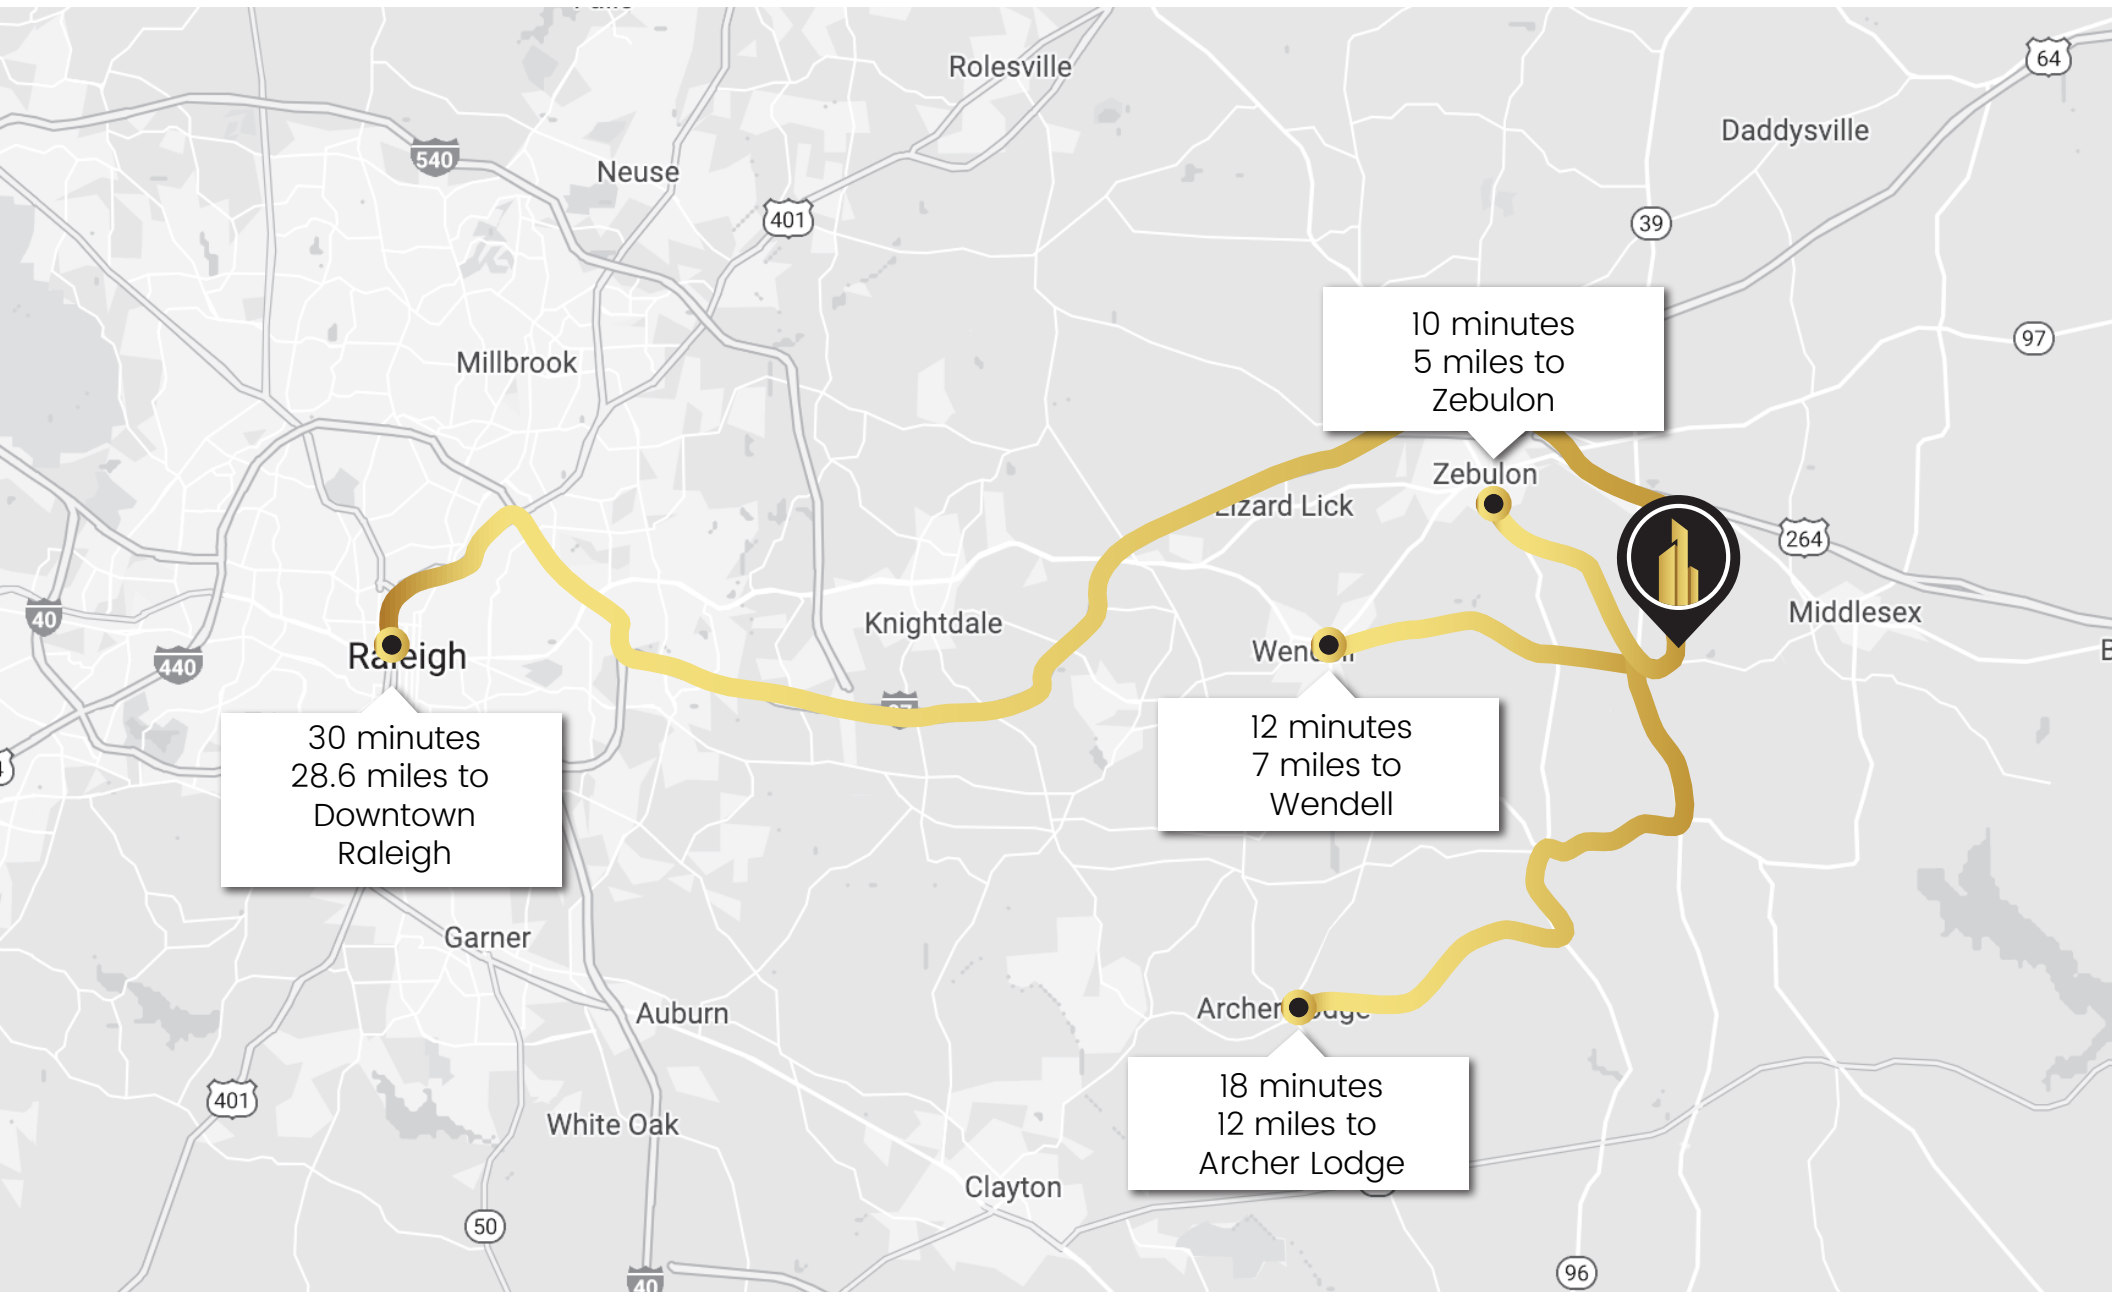 Rolesville
64
Daddysville
540
Neuse
401
39
97
Millbrook
10 minutes
5 miles to
Zebulon
Zebulon
Lizard Lick
264
40
Knightdale
Middlesex
Raleigh
440
Wendell
30 minutes
28.6 miles to
Downtown
Raleigh
12 minutes
7 miles to
Wendell
Garner
Auburn
Archer Lodge
401
18 minutes
12 miles to
Archer Lodge
White Oak
Clayton
50
40
96